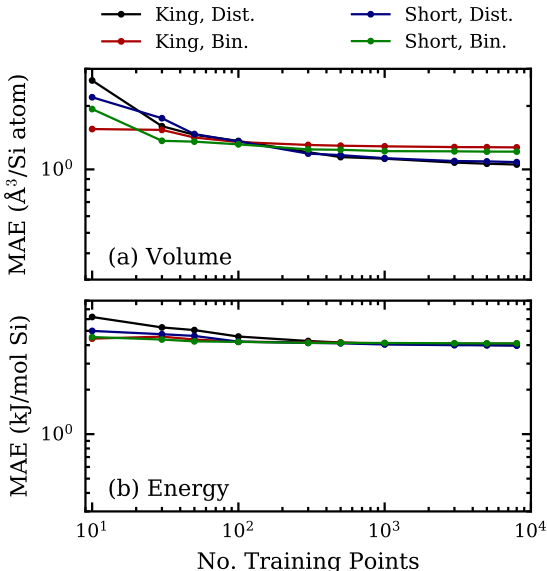 King, Dist.
Short, Dist.
King, Bin.
Short, Bin.
MAE (Å³/Si atom)
10⁰
(a) Volume
MAE (kJ/mol Si)
10⁰
(b) Energy
10¹
10²
10³
10⁴
No. Training Points